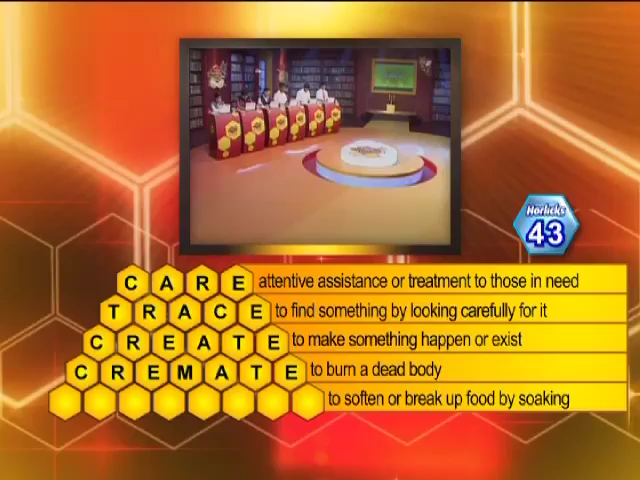 Horlicks
43
CARE attentive assistance or treatment to those in need
TRACE to find something by looking carefully for it
CREATE to make something happen or exist
CREMATE to burn a dead body
to soften or break up food by soaking